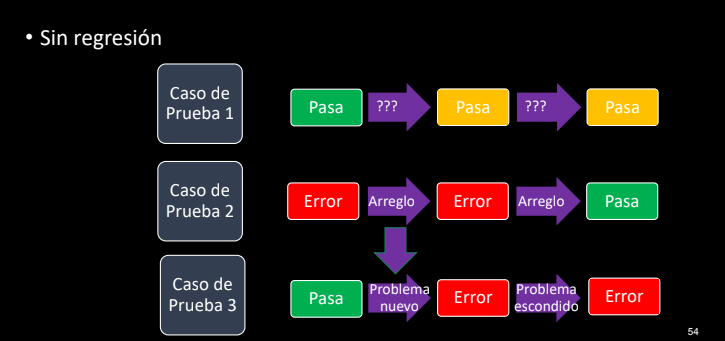 • Sin regresión
Caso de
Prueba 1
Pasa
???
Pasa
???
Pasa
Caso de
Prueba 2
Error
Arreglo
Error
Arreglo
Pasa
Caso de
Prueba 3
Pasa
Problema
nuevo
Error
Problema
escondido
Error
54